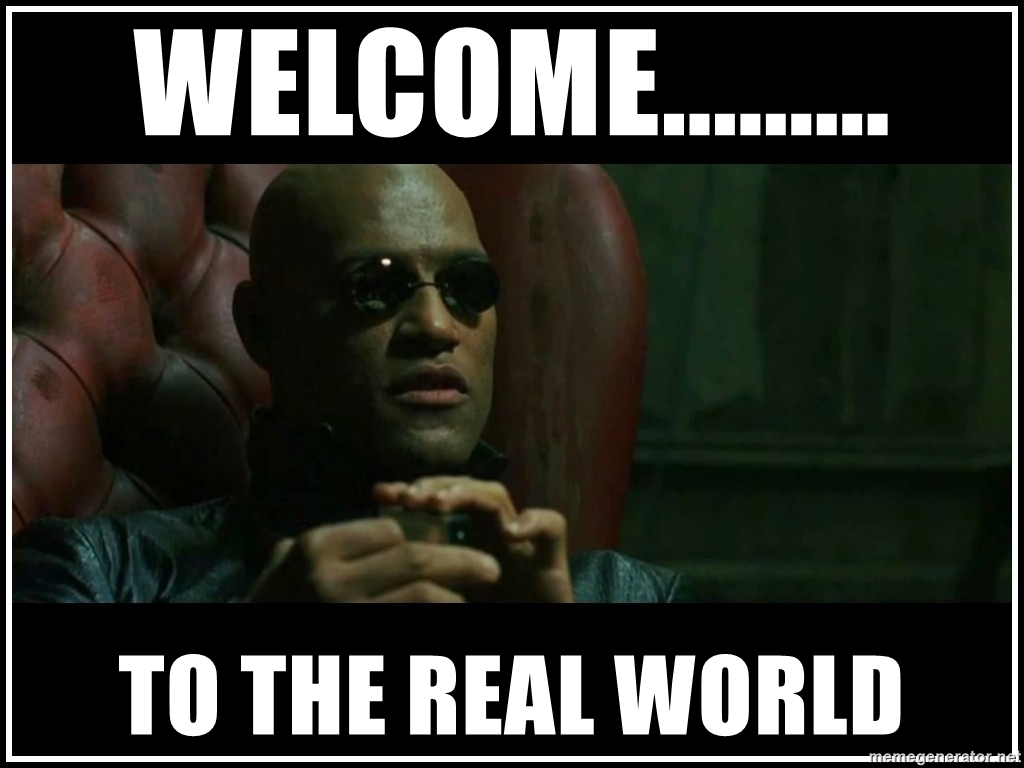 WELCOME.........
TO THE REAL WORLD
memegenerator.net